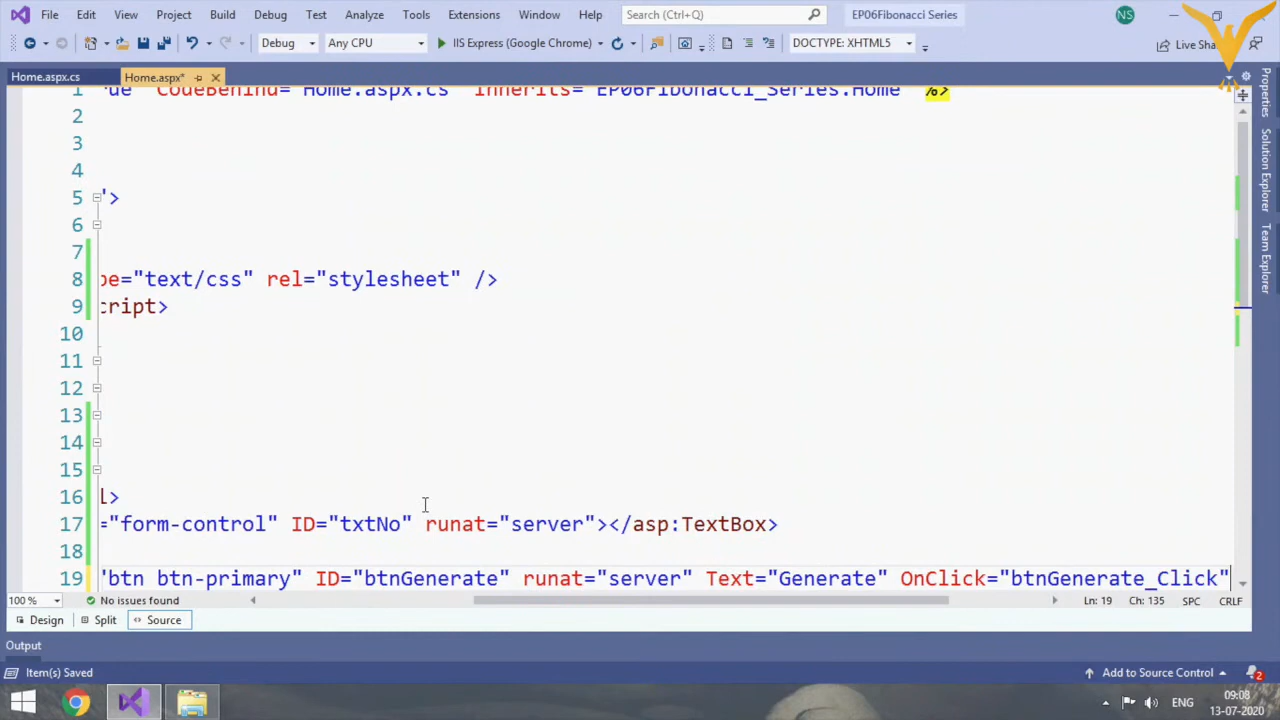 File Edit View Project Build Debug Test Analyze Tools Extensions Window Help Search (Ctrl+Q) EP06Fibonacci Series NS
Debug Any CPU IIS Express (Google Chrome) DOCTYPE: XHTML5 Live
Home.aspx.cs Home.aspx*
1 CodeBehind="Home.aspx.cs" Inherits="EP06Fibonacci_Series.Home" %>
2
3
4
5 ">
6
7
8 pe="text/css" rel="stylesheet" />
9 cript>
10
11
12
13
14
15
16 l>
17 ="form-control" ID="txtNo" runat="server"></asp:TextBox>
18
19 "btn btn-primary" ID="btnGenerate" runat="server" Text="Generate" OnClick="btnGenerate_Click"
100 % No issues found Ln: 19 Ch: 135 SPC CRLF
Design Split Source
Output
Item(s) Saved Add to Source Control 2
ENG 09:03
13-07-2020
Properties
Solution Explorer
Team Explorer